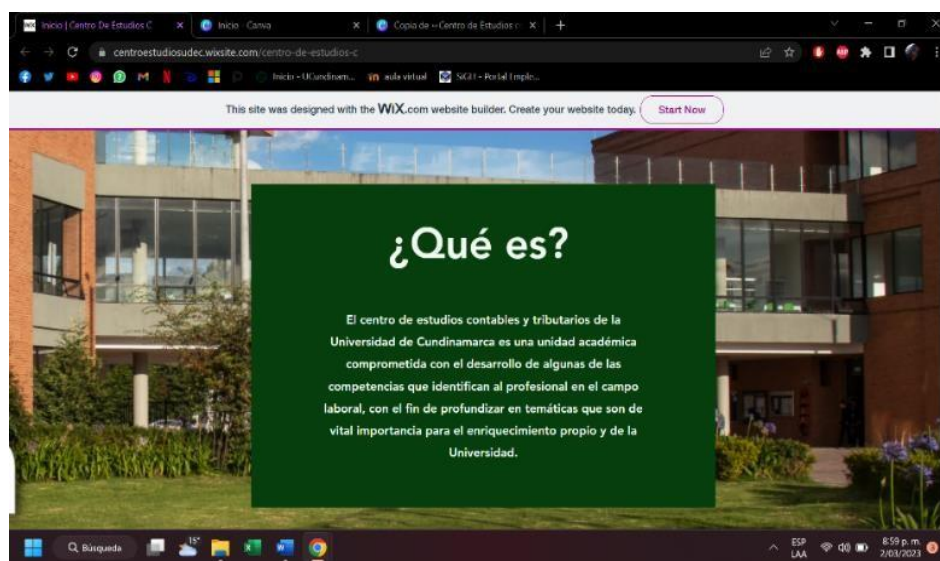 Inicio | Centro De Estudios C
Inicio - Canva
Copia de
Centro de Estudios c
centroestudiosudec.wixsite.com/centro-de-estudios-c
Inicio - UCundinam...
aula virtual
This site was designed with the WiX.com website builder. Create your website today.
Start Now
¿Qué es?
El centro de estudios contables y tributarios de la
Universidad de Cundinamarca es una unidad académica
comprometida con el desarrollo de algunas de las
competencias que identifican al profesional en el campo
laboral, con el fin de profundizar en temáticas que son de
vital importancia para el enriquecimiento propio y de la
Universidad.
15°
Búsqueda
ESP
LAA
8:59 p. m.
2/03/2023